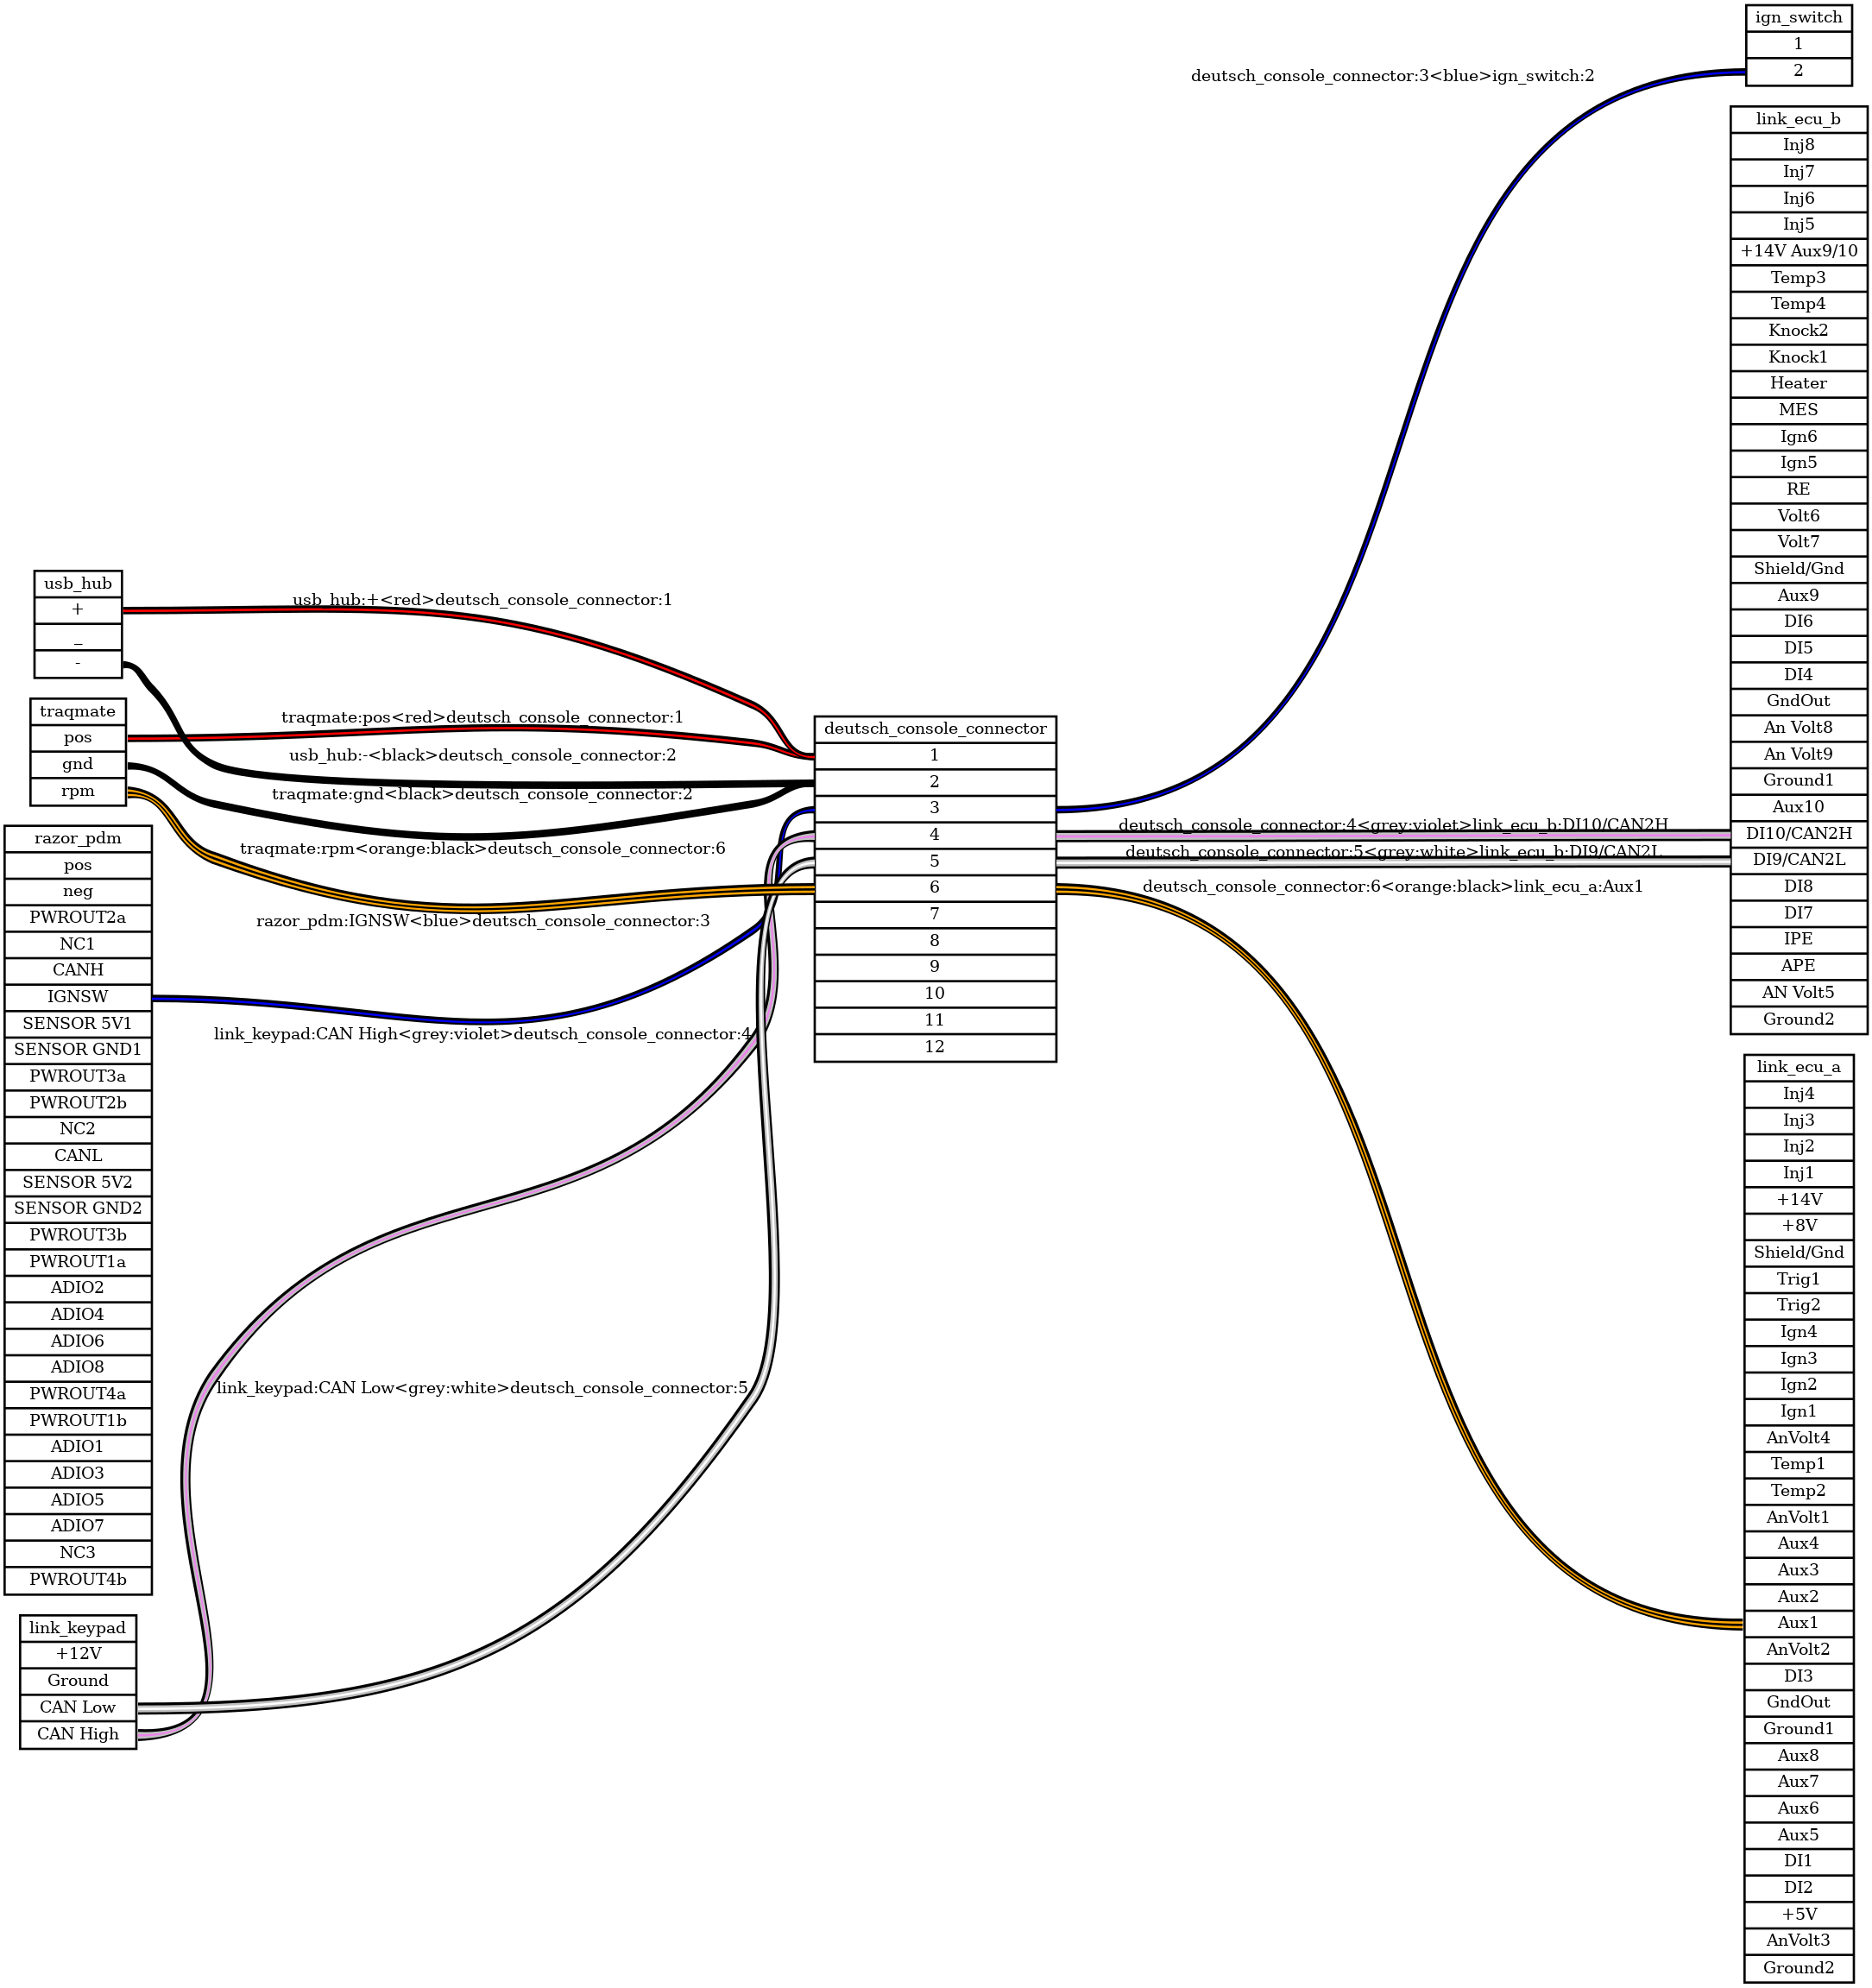 usb_hub
+
_
-
traqmate
pos
gnd
rpm
razor_pdm
pos
neg
PWROUT2a
NC1
CANH
IGNSW
SENSOR 5V1
SENSOR GND1
PWROUT3a
PWROUT2b
NC2
CANL
SENSOR 5V2
SENSOR GND2
PWROUT3b
PWROUT1a
ADIO2
ADIO4
ADIO6
ADIO8
PWROUT4a
PWROUT1b
ADIO1
ADIO3
ADIO5
ADIO7
NC3
PWROUT4b
link_keypad
+12V
Ground
CAN Low
CAN High
usb_hub:+<red>deutsch_console_connector:1
traqmate:pos<red>deutsch_console_connector:1
usb_hub:-<black>deutsch_console_connector:2
traqmate:gnd<black>deutsch_console_connector:2
traqmate:rpm<orange:black>deutsch_console_connector:6
razor_pdm:IGNSW<blue>deutsch_console_connector:3
link_keypad:CAN High<grey:violet>deutsch_console_connector:4
link_keypad:CAN Low<grey:white>deutsch_console_connector:5
deutsch_console_connector
1
2
3
4
5
6
7
8
9
10
11
12
deutsch_console_connector:3<blue>ign_switch:2
deutsch_console_connector:4<grey:violet>link_ecu_b:DI10/CAN2H
deutsch_console_connector:5<grey:white>link_ecu_b:DI9/CAN2L
deutsch_console_connector:6<orange:black>link_ecu_a:Aux1
ign_switch
1
2
link_ecu_b
Inj8
Inj7
Inj6
Inj5
+14V Aux9/10
Temp3
Temp4
Knock2
Knock1
Heater
MES
Ign6
Ign5
RE
Volt6
Volt7
Shield/Gnd
Aux9
DI6
DI5
DI4
GndOut
An Volt8
An Volt9
Ground1
Aux10
DI10/CAN2H
DI9/CAN2L
DI8
DI7
IPE
APE
AN Volt5
Ground2
link_ecu_a
Inj4
Inj3
Inj2
Inj1
+14V
+8V
Shield/Gnd
Trig1
Trig2
Ign4
Ign3
Ign2
Ign1
AnVolt4
Temp1
Temp2
AnVolt1
Aux4
Aux3
Aux2
Aux1
AnVolt2
DI3
GndOut
Ground1
Aux8
Aux7
Aux6
Aux5
DI1
DI2
+5V
AnVolt3
Ground2